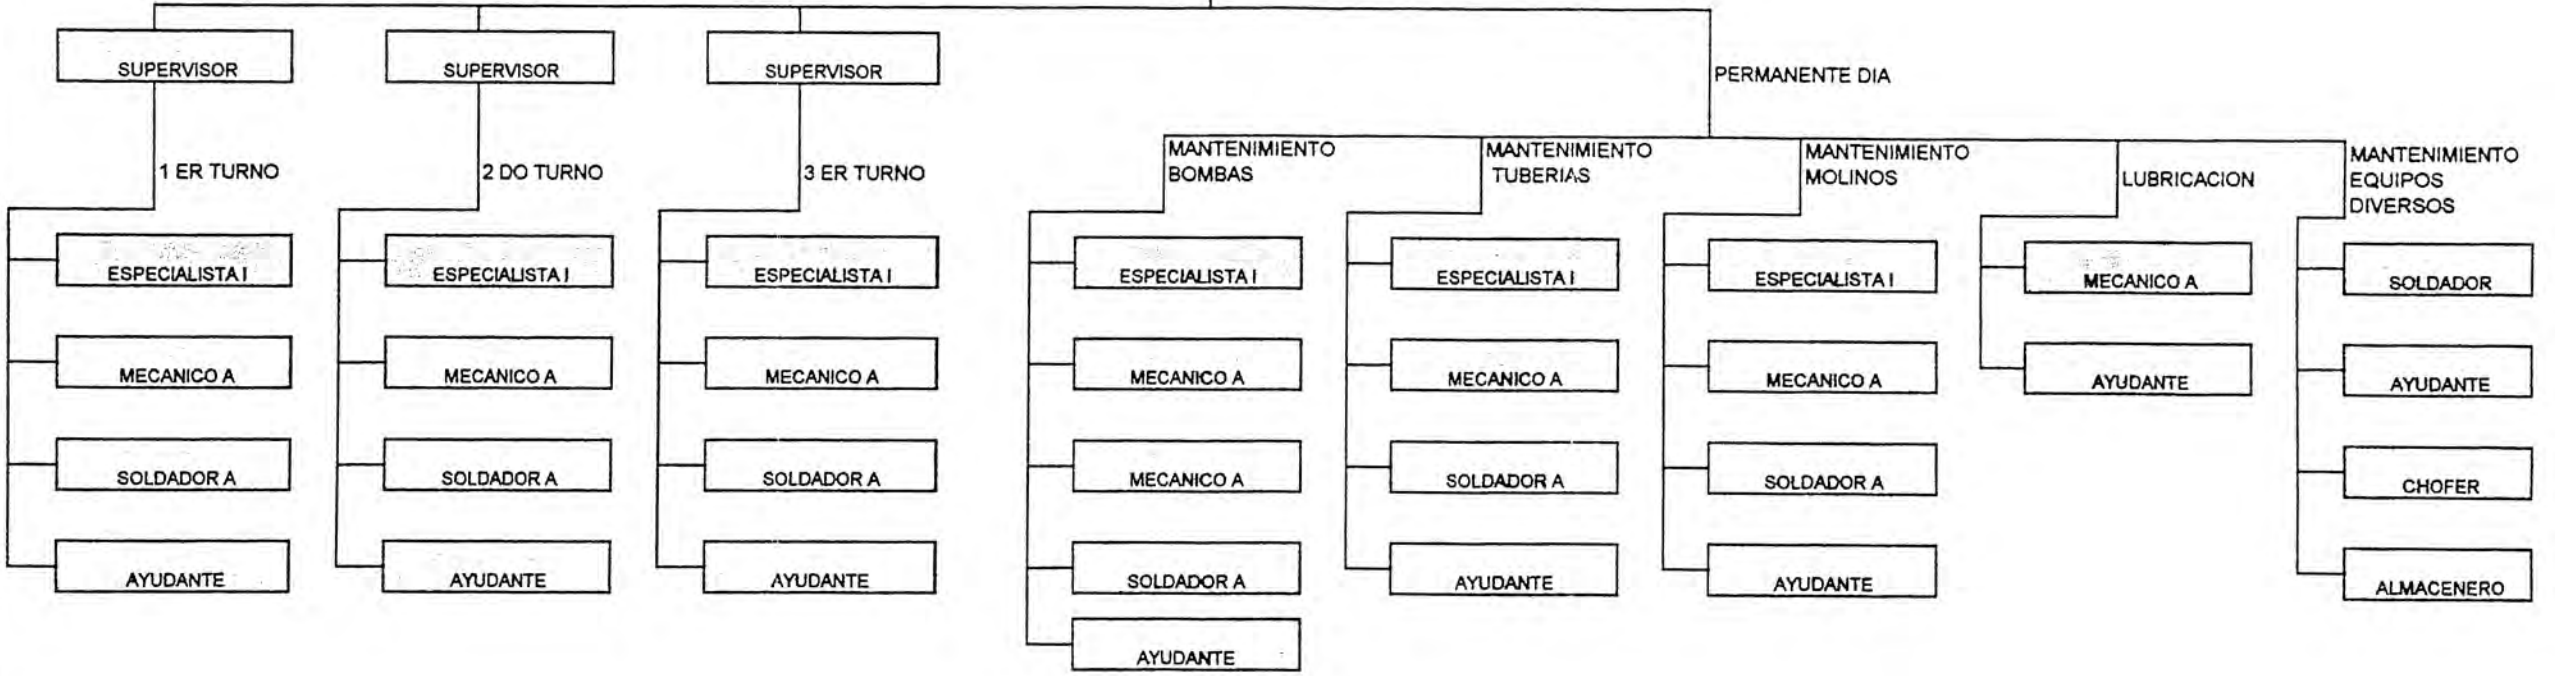 SUPERVISOR
SUPERVISOR
SUPERVISOR
PERMANENTE DIA
1 ER TURNO
2 DO TURNO
3 ER TURNO
MANTENIMIENTO
BOMBAS
MANTENIMIENTO
TUBERIAS
MANTENIMIENTO
MOLINOS
LUBRICACION
MANTENIMIENTO
EQUIPOS
DIVERSOS
ESPECIALISTA I
MECANICO A
SOLDADOR A
AYUDANTE
ESPECIALISTA I
MECANICO A
SOLDADOR A
AYUDANTE
ESPECIALISTA I
MECANICO A
SOLDADOR A
AYUDANTE
ESPECIALISTA I
MECANICO A
MECANICO A
SOLDADOR A
AYUDANTE
ESPECIALISTA I
MECANICO A
SOLDADOR A
AYUDANTE
ESPECIALISTA I
MECANICO A
SOLDADOR A
AYUDANTE
MECANICO A
AYUDANTE
SOLDADOR
AYUDANTE
CHOFER
ALMACENERO